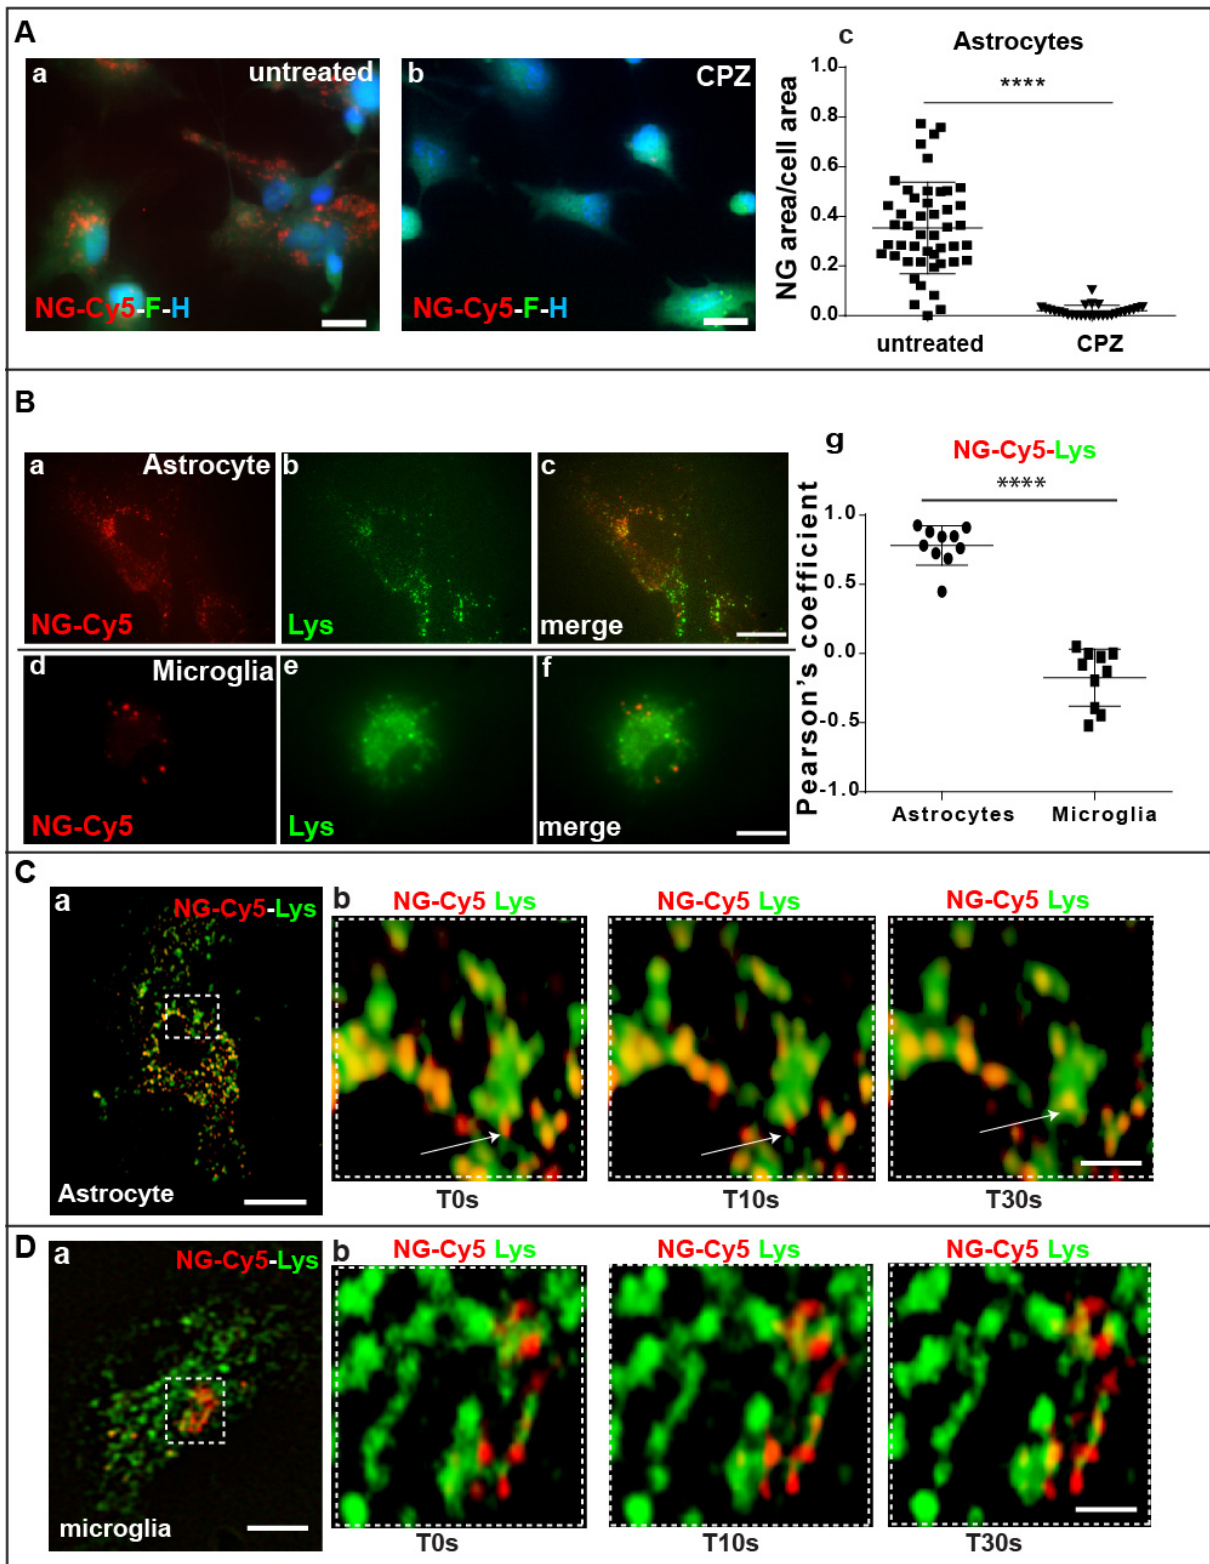 A
a
untreated
NG-Cy5-F-H
b
CPZ
NG-Cy5-F-H
c
Astrocytes
NG area/cell area
1.0
0.8
0.6
0.4
0.2
0.0
****
untreated
CPZ
B
a
Astrocyte
NG-Cy5
b
Lys
c
merge
d
Microglia
NG-Cy5
e
Lys
f
merge
g
NG-Cy5-Lys
****
Pearson's coefficient
1.0
0.5
0.0
-0.5
-1.0
Astrocytes
Microglia
C
a
NG-Cy5-Lys
Astrocyte
b
NG-Cy5 Lys
T0s
NG-Cy5 Lys
T10s
NG-Cy5 Lys
T30s
D
a
NG-Cy5-Lys
microglia
b
NG-Cy5 Lys
T0s
NG-Cy5 Lys
T10s
NG-Cy5 Lys
T30s